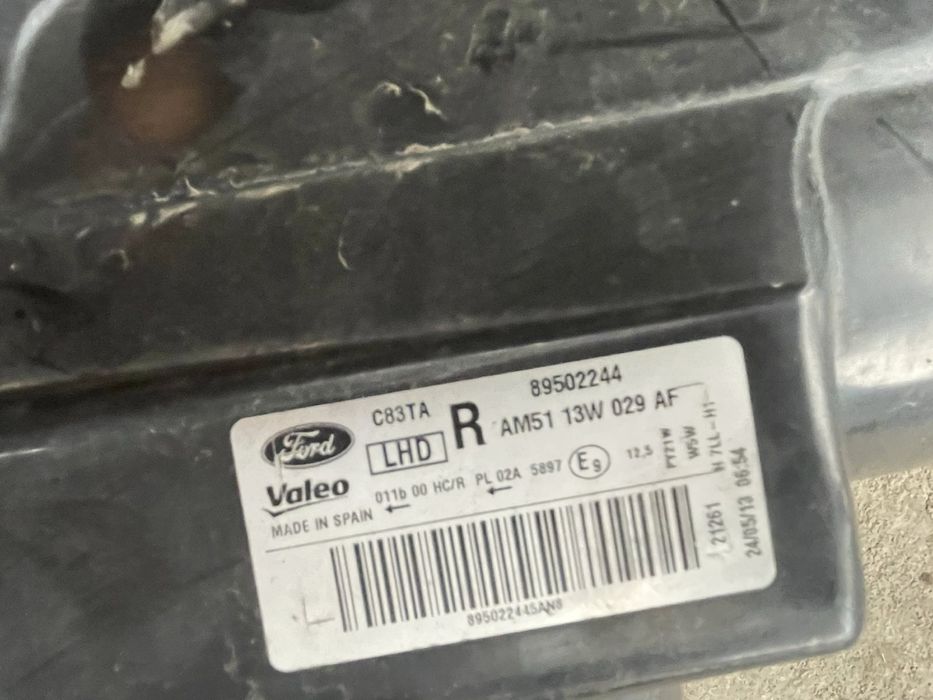 89502244
C83TA
Ford LHD R AM51 13W 029 AF
Valeo 011b 00 HC/R PL 02A 5897 E9 12,5 PY21W W5W
MADE IN SPAIN
21261 H 7LL-H1
24/05/13 06:54